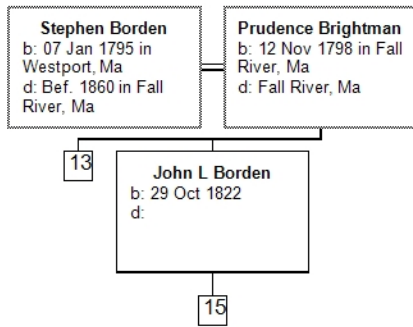 Stephen Borden
b: 07 Jan 1795 in
Westport, Ma
d: Bef. 1860 in Fall
River, Ma
Prudence Brightman
b: 12 Nov 1798 in Fall
River, Ma
d: Fall River, Ma
13
John L Borden
b: 29 Oct 1822
d:
15